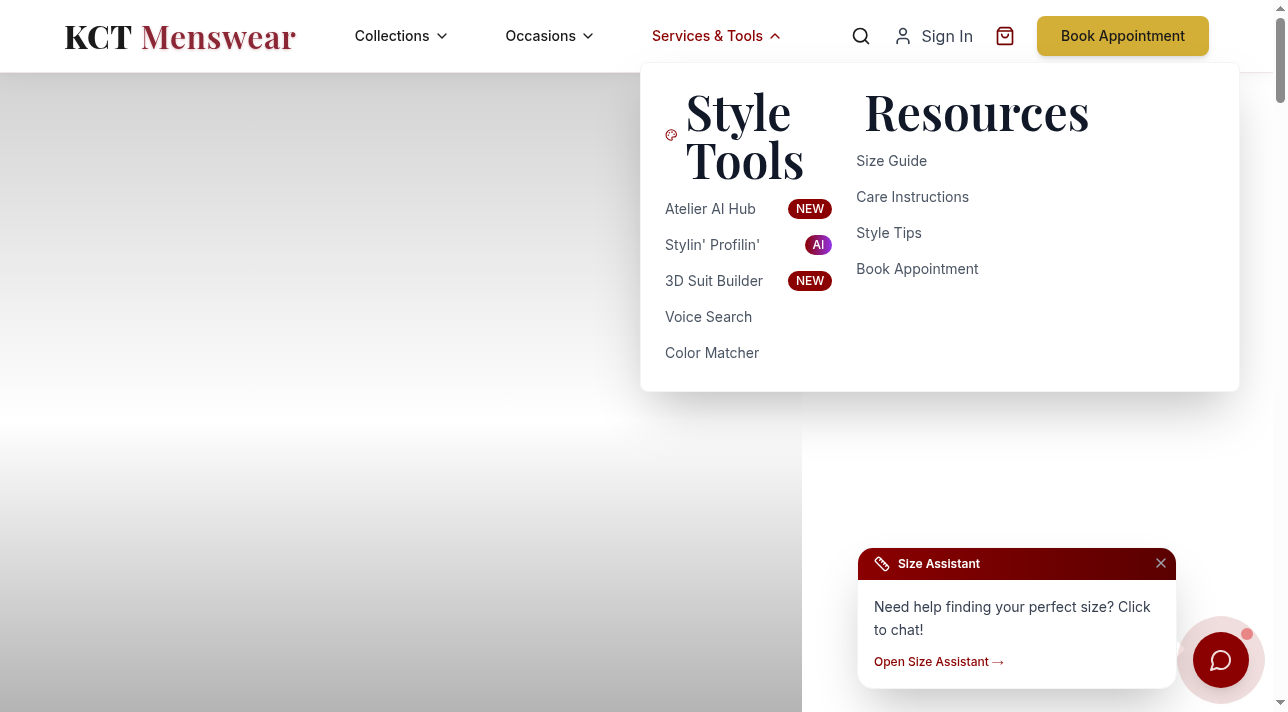 KCT Menswear
Collections
Occasions
Services & Tools
Sign In
Book Appointment
Style
Tools
Atelier AI Hub
NEW
Stylin' Profilin'
AI
3D Suit Builder
NEW
Voice Search
Color Matcher
Resources
Size Guide
Care Instructions
Style Tips
Book Appointment
Size Assistant
Need help finding your perfect size? Click
to chat!
Open Size Assistant →